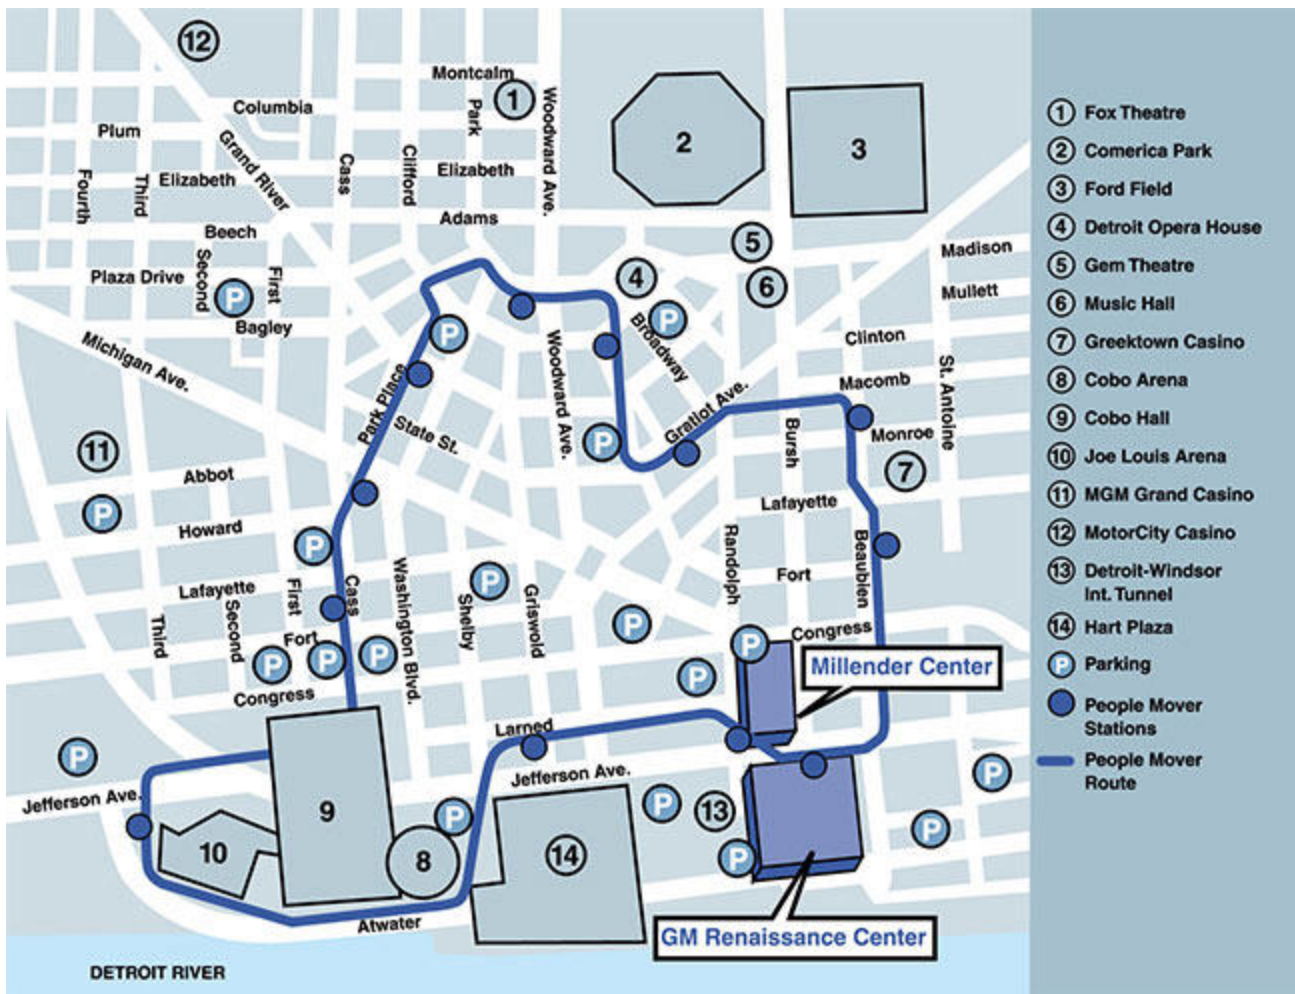 12
Montcalm
1
Columbia
Park
Woodward Ave.
Plum
Grand River
2
3
Cass
Clifford
Elizabeth
Elizabeth
Fourth
Third
Adams
Beech
5
Madison
Second
First
Plaza Drive
4
6
Mullett
P
P
Bagley
P
Broadway
Clinton
Michigan Ave.
Woodward Ave.
Park Place
Macomb
St. Antoine
Gratiot Ave.
State St.
Bursh
Monroe
P
11
7
Abbot
Lafayette
P
Howard
P
Randolph
Beaubien
Washington Blvd.
Fort
P
Lafayette
First
Cass
Shelby
Griswold
Second
Third
P
Congress
Fort
P
P
P
P
P
Millender Center
Congress
Larned
P
Jefferson Ave.
P
Jefferson Ave.
9
P
P
13
P
10
8
14
P
Atwater
GM Renaissance Center
DETROIT RIVER
1 Fox Theatre
2 Comerica Park
3 Ford Field
4 Detroit Opera House
5 Gem Theatre
6 Music Hall
7 Greektown Casino
8 Cobo Arena
9 Cobo Hall
10 Joe Louis Arena
11 MGM Grand Casino
12 MotorCity Casino
13 Detroit-Windsor
Int. Tunnel
14 Hart Plaza
P Parking
People Mover
Stations
People Mover
Route